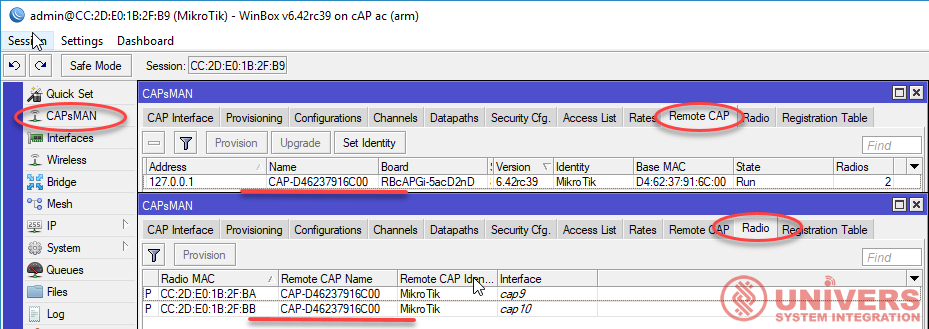 admin@CC:2D:E0:1B:2F:B9 (MikroTik) - WinBox v6.42rc39 on cAP ac (arm)
Session Settings Dashboard
Safe Mode Session: CC:2D:E0:1B:2F:B9
Quick Set
CAPsMAN
Interfaces
Wireless
Bridge
Mesh
IP
System
Queues
Files
Log
CAPsMAN
CAP Interface Provisioning Configurations Channels Datapaths Security Cfg. Access List Rates Remote CAP Radio Registration Table
Provision Upgrade Set Identity Find
Address Name Board Version Identity Base MAC State Radios
127.0.0.1 CAP-D46237916C00 RBcAPGi-5acD2nD 6.42rc39 MikroTik D4:62:37:91:6C:00 Run 2
CAPsMAN
CAP Interface Provisioning Configurations Channels Datapaths Security Cfg. Access List Rates Remote CAP Radio Registration Table
Provision Find
Radio MAC Remote CAP Name Remote CAP Iden... Interface
P CC:2D:E0:1B:2F:BA CAP-D46237916C00 MikroTik cap9
P CC:2D:E0:1B:2F:BB CAP-D46237916C00 MikroTik cap10
UNIVERS
SYSTEM INTEGRATION